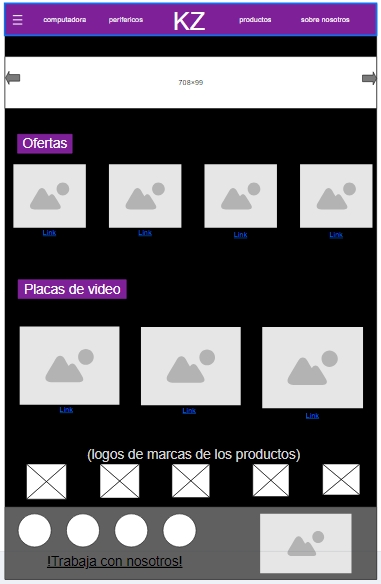 computadora
perifericos
KZ
productos
sobre nosotros
708×99
Ofertas
Link
Link
Link
Link
Placas de video
Link
Link
Link
(logos de marcas de los productos)
!Trabaja con nosotros!